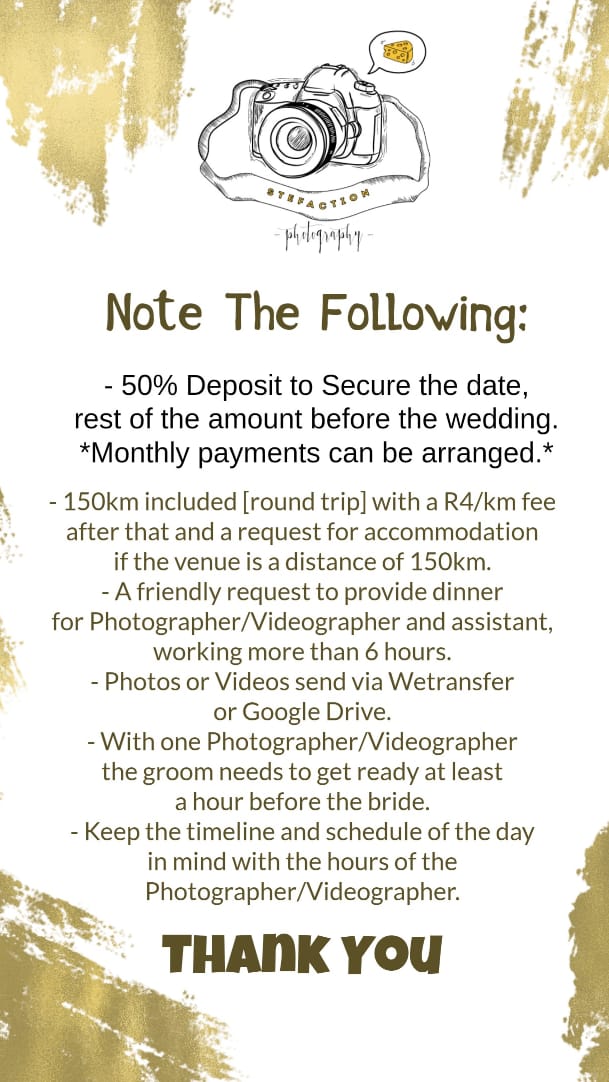 STEFACTION
- photography -
Note The Following:
- 50% Deposit to Secure the date,
rest of the amount before the wedding.
*Monthly payments can be arranged.*
- 150km included [round trip] with a R4/km fee
after that and a request for accommodation
if the venue is a distance of 150km.
- A friendly request to provide dinner
for Photographer/Videographer and assistant,
working more than 6 hours.
- Photos or Videos send via Wetransfer
or Google Drive.
- With one Photographer/Videographer
the groom needs to get ready at least
a hour before the bride.
- Keep the timeline and schedule of the day
in mind with the hours of the
Photographer/Videographer.
THANK YOU